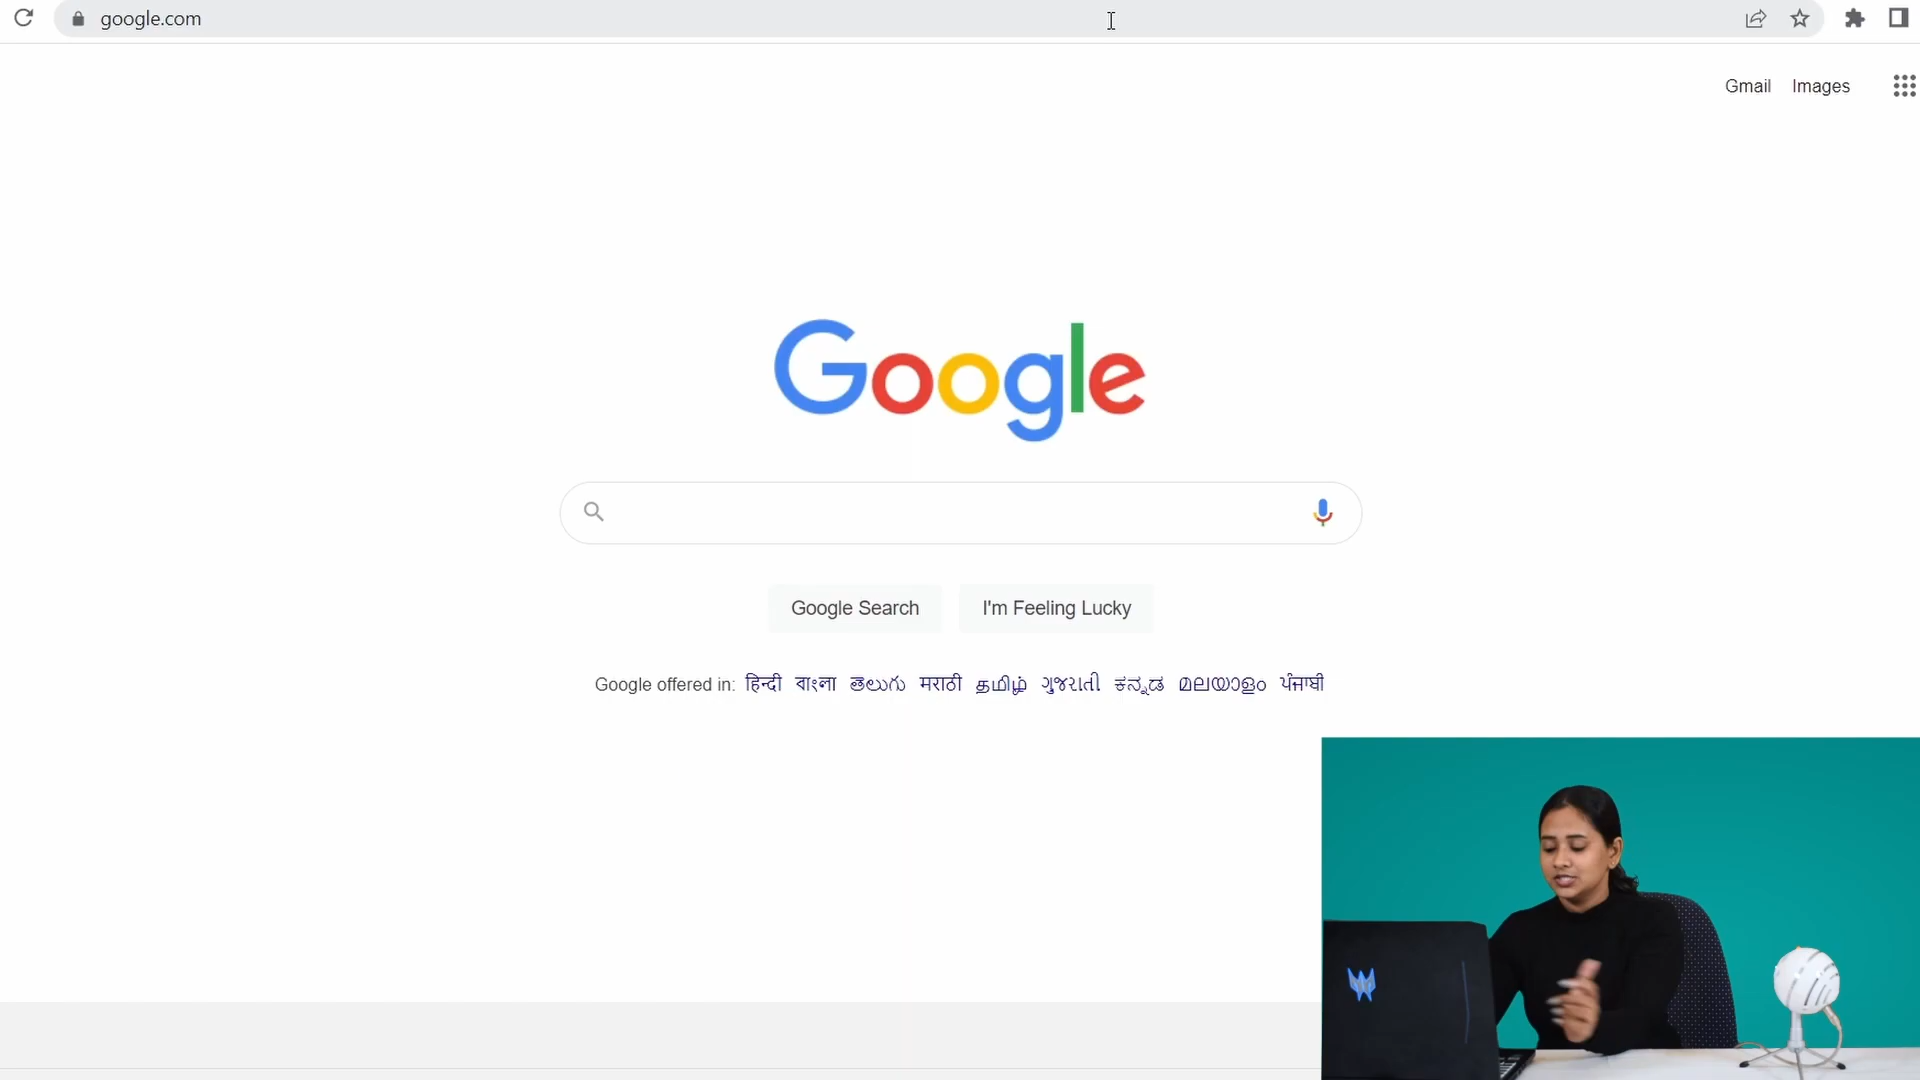 google.com
Gmail Images
Google
Google Search I'm Feeling Lucky
Google offered in: हिन्दी বাংলা తెలుగు मराठी தமிழ் ગુજરાતી ಕನ್ನಡ മലയാളം ਪੰਜਾਬੀ